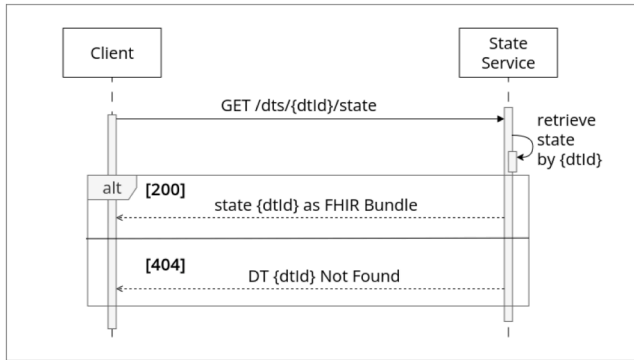 Client
State
Service
GET /dts/{dtId}/state
retrieve
state
by {dtId}
alt
[200]
state {dtId} as FHIR Bundle
[404]
DT {dtId} Not Found